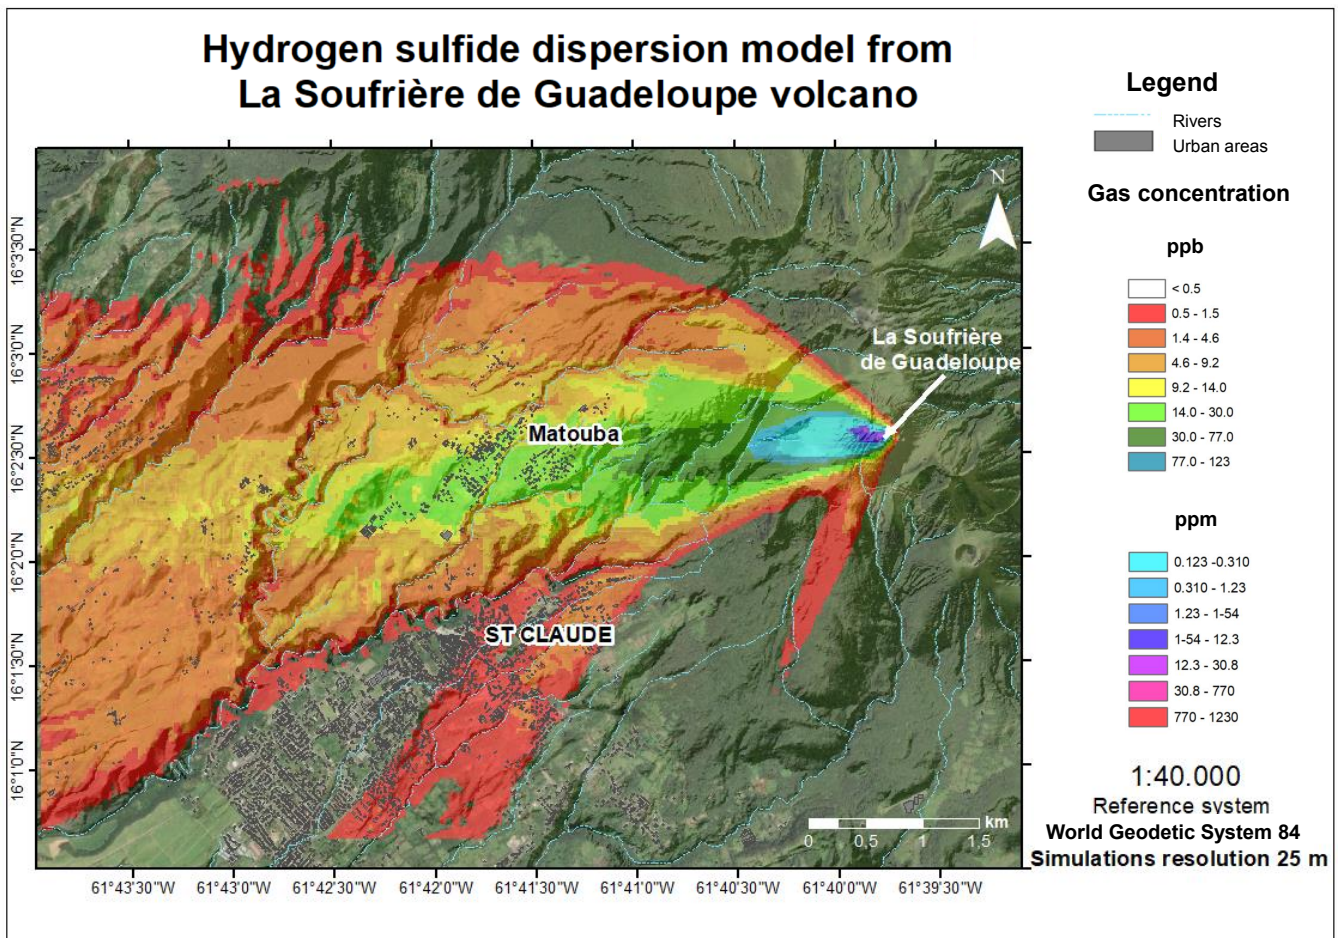 Hydrogen sulfide dispersion model from
La Soufrière de Guadeloupe volcano
Legend
Rivers
Urban areas
Gas concentration
ppb
< 0.5
0.5 - 1.5
1.4 - 4.6
4.6 - 9.2
9.2 - 14.0
14.0 - 30.0
30.0 - 77.0
77.0 - 123
ppm
0.123 -0.310
0.310 - 1.23
1.23 - 1-54
1-54 - 12.3
12.3 - 30.8
30.8 - 770
770 - 1230
1:40.000
Reference system
World Geodetic System 84
Simulations resolution 25 m
N
La Soufrière
de Guadeloupe
Matouba
ST CLAUDE
km
0 0,5 1 1.5
16°3'30"N
16°30'0"N
16°2'30"N
16°2'0"N
16°1'30"N
16°1'0"N
61°43'30"W 61°43'0"W 61°42'30"W 61°42'0"W 61°41'30"W 61°41'0"W 61°40'30"W 61°40'0"W 61°39'30"W